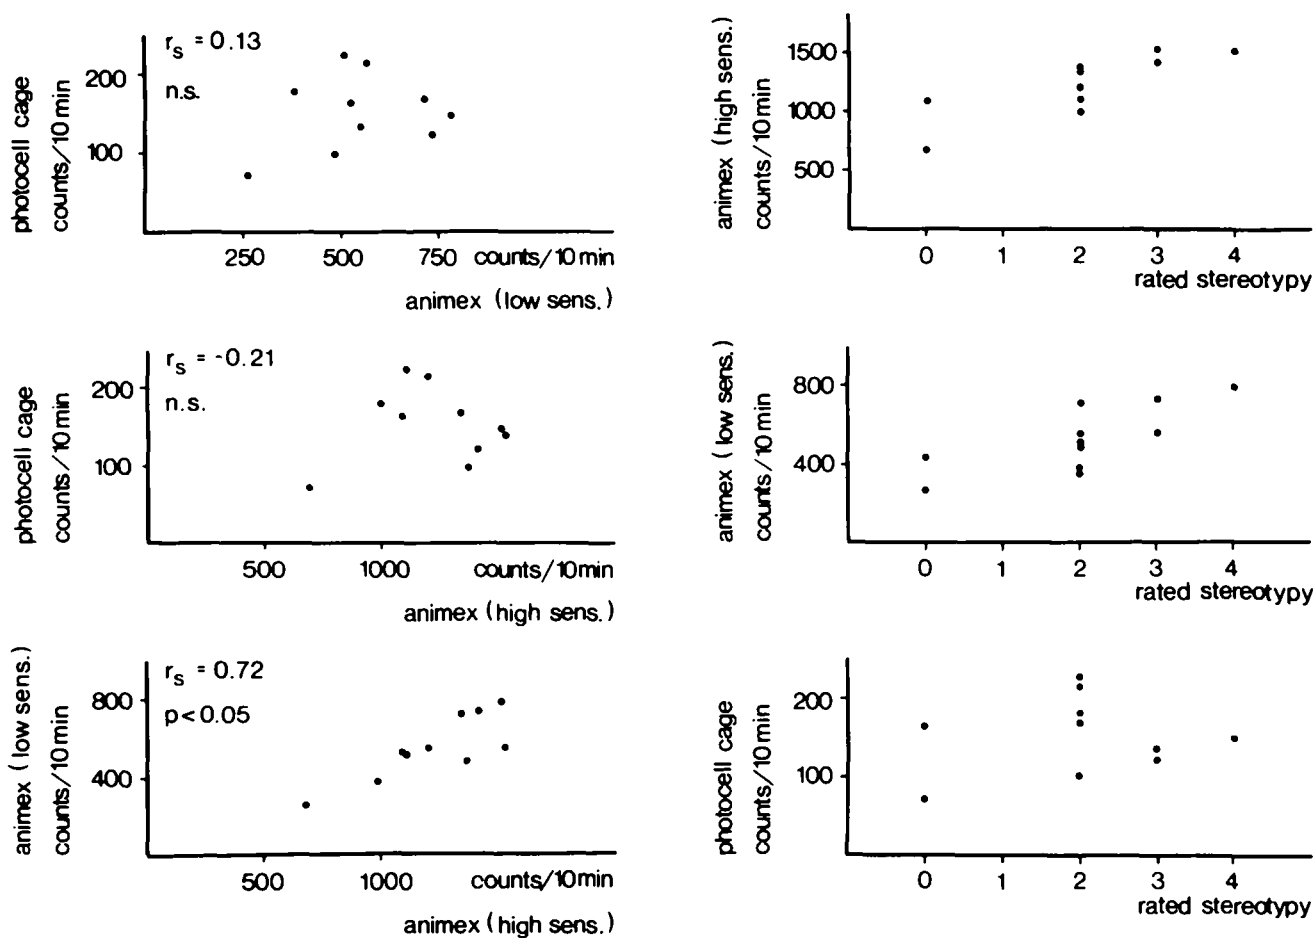 r_s = 0.13
n.s.
photocell cage
counts/10 min
200
100
250 500 750 counts/10 min
animex (low sens.)
animex (high sens.)
counts/10 min
1500
1000
500
0 1 2 3 4
rated stereotypy
r_s = -0.21
n.s.
photocell cage
counts/10 min
200
100
500 1000 counts/10min
animex (high sens.)
animex (low sens.)
counts/10 min
800
400
0 1 2 3 4
rated stereotypy
r_s = 0.72
p<0.05
animex (low sens.)
counts/10 min
800
400
500 1000 counts/10min
animex (high sens.)
photocell cage
counts/10 min
200
100
0 1 2 3 4
rated stereotypy